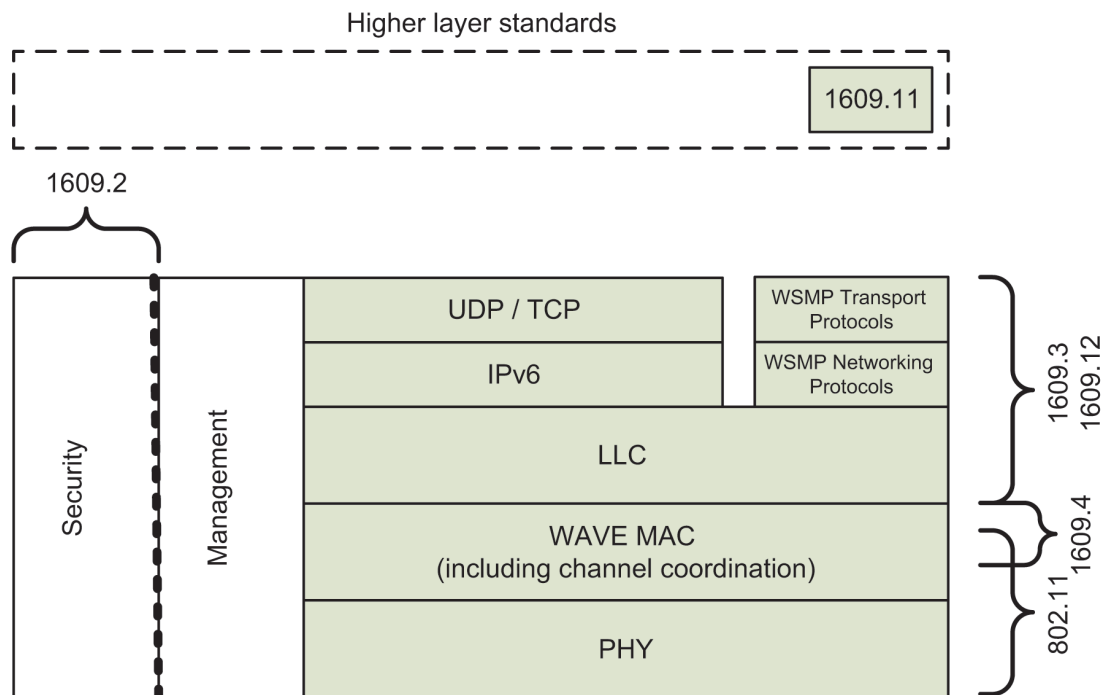 Higher layer standards
1609.11
1609.2
UDP / TCP
WSMP Transport
Protocols
IPv6
WSMP Networking
Protocols
LLC
WAVE MAC
(including channel coordination)
PHY
Security
Management
1609.3
1609.12
1609.4
802.11